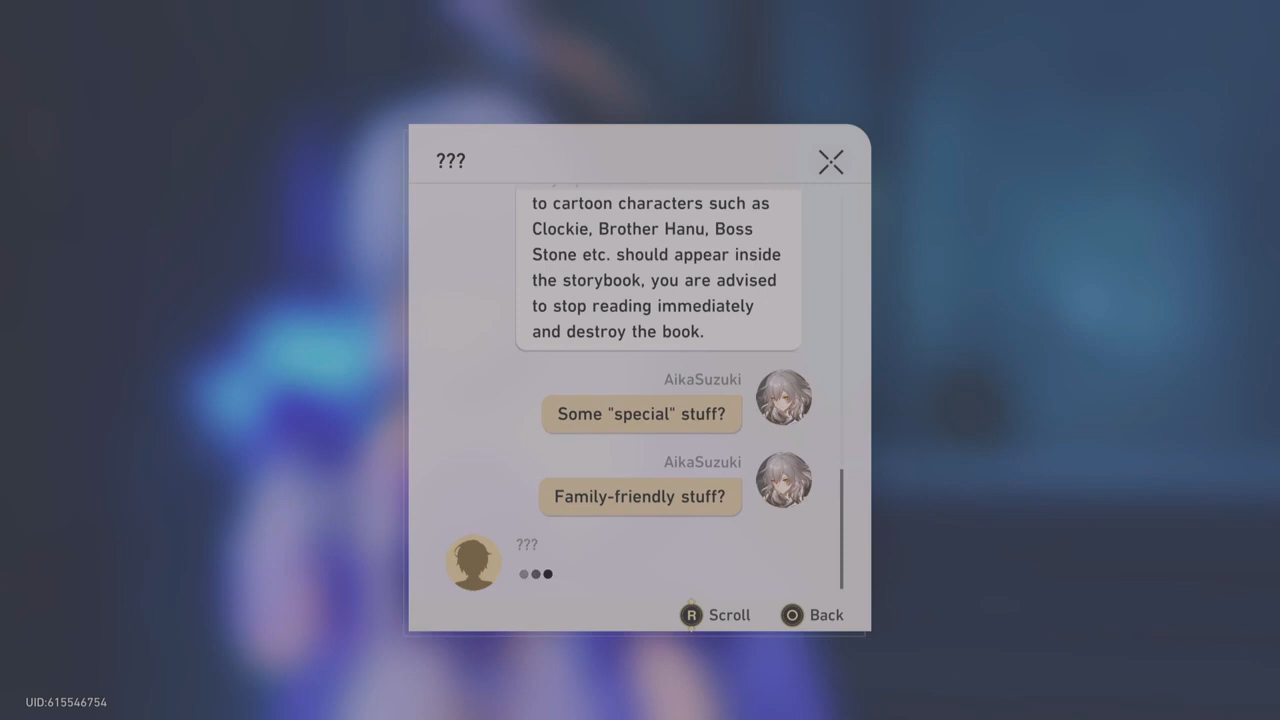 ???
to cartoon characters such as
Clockie, Brother Hanu, Boss
Stone etc. should appear inside
the storybook, you are advised
to stop reading immediately
and destroy the book.
AikaSuzuki
Some "special" stuff?
AikaSuzuki
Family-friendly stuff?
???
R Scroll
Back
UID:615546754